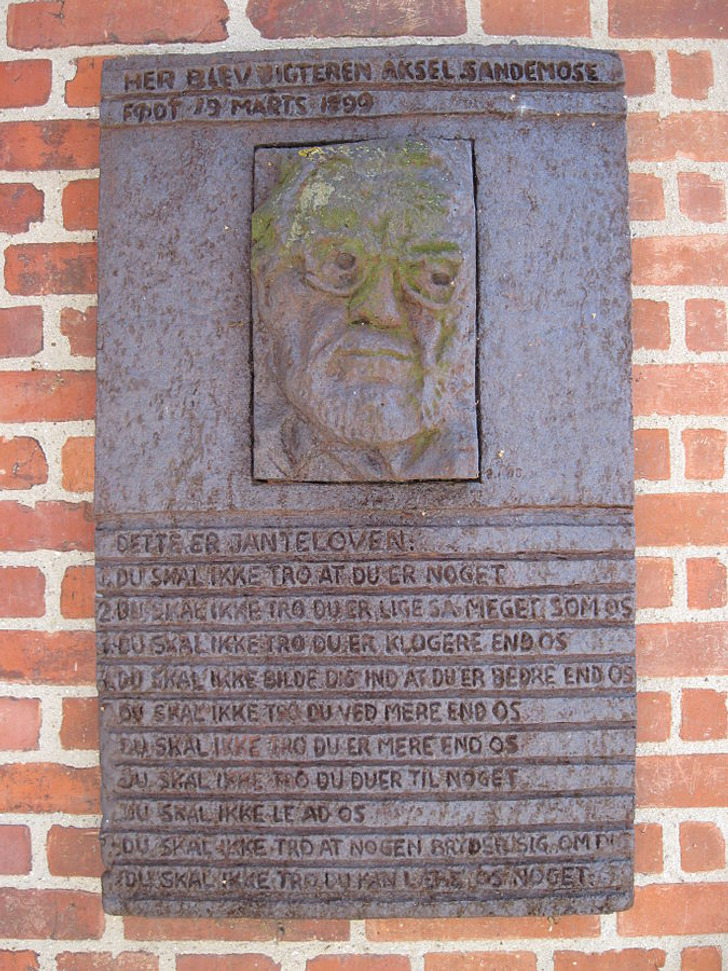 HER BLEV DIGTEREN AKSEL SANDEMOSE
FØDT 19 MARTS 1899
DETTE ER JANTELOVEN:
1. DU SKAL IKKE TRO AT DU ER NOGET
2. DU SKAL IKKE TRO DU ER LIGE SÅ MEGET SOM OS
3. DU SKAL IKKE TRO DU ER KLOGERE END OS
4. DU SKAL IKKE BILDE DIG IND AT DU ER BEDRE END OS
DU SKAL IKKE TRO DU VED MERE END OS
DU SKAL IKKE TRO DU ER MERE END OS
DU SKAL IKKE TRO DU DUER TIL NOGET
DU SKAL IKKE LE AD OS
DU SKAL IKKE TRO AT NOGEN BRYDER SIG OM
DU SKAL IKKE TRO DU KAN LÆRE OS NOGET